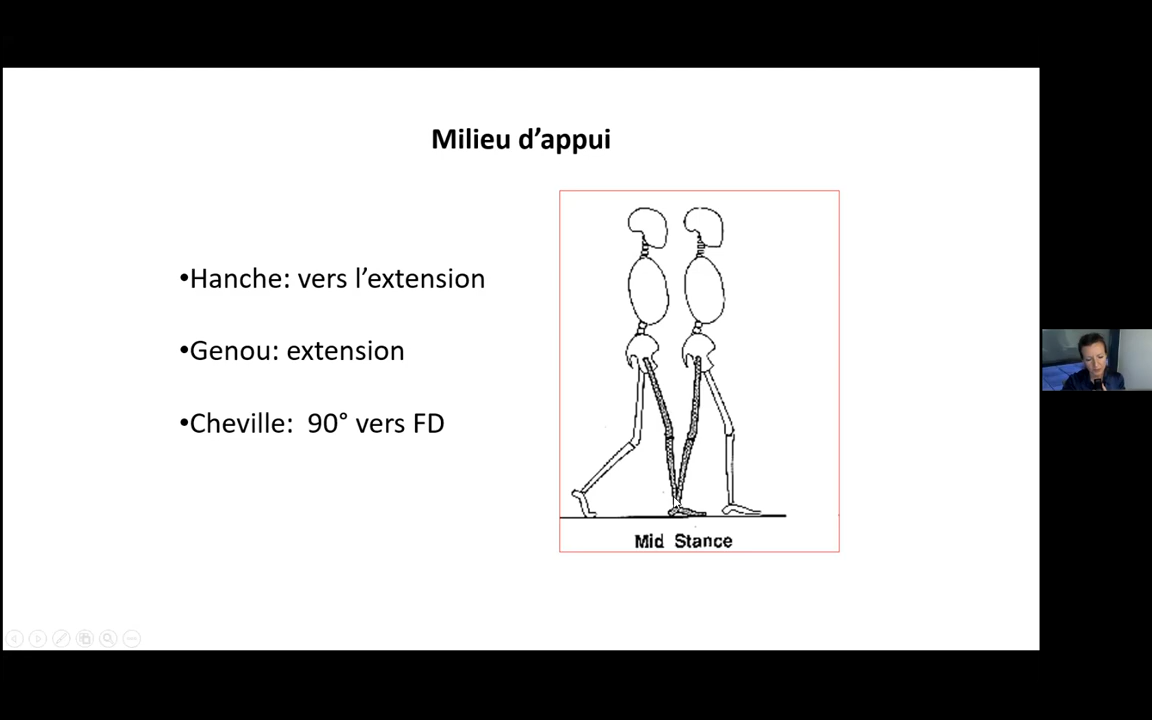 Milieu d’appui
•Hanche: vers l’extension
•Genou: extension
•Cheville:  90° vers FD
Mid Stance